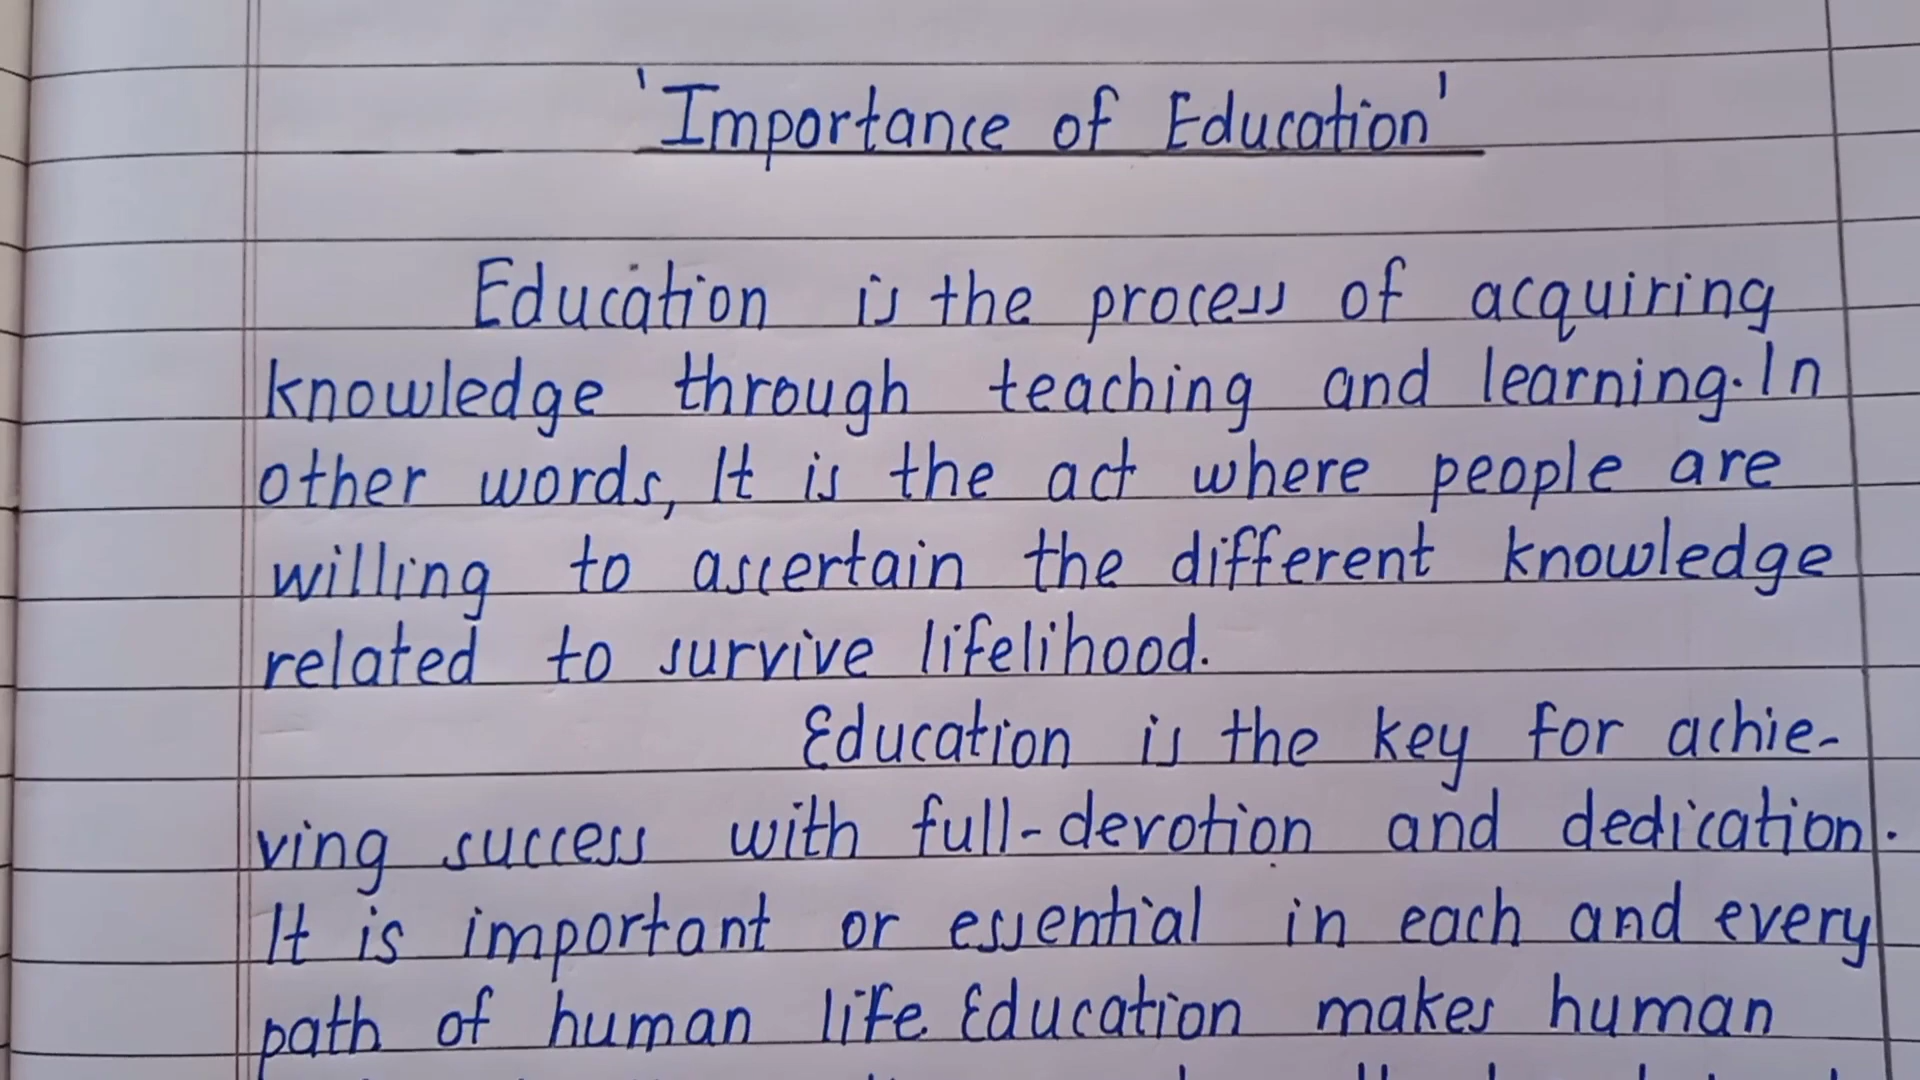 'Importance of Education'
Education is the process of acquiring
knowledge through teaching and learning. In
other words, It is the act where people are
willing to ascertain the different knowledge
related to survive lifelihood.
Education is the key for achie-
ving success with full-devotion and dedication.
It is important or essential in each and every
path of human life. Education makes human